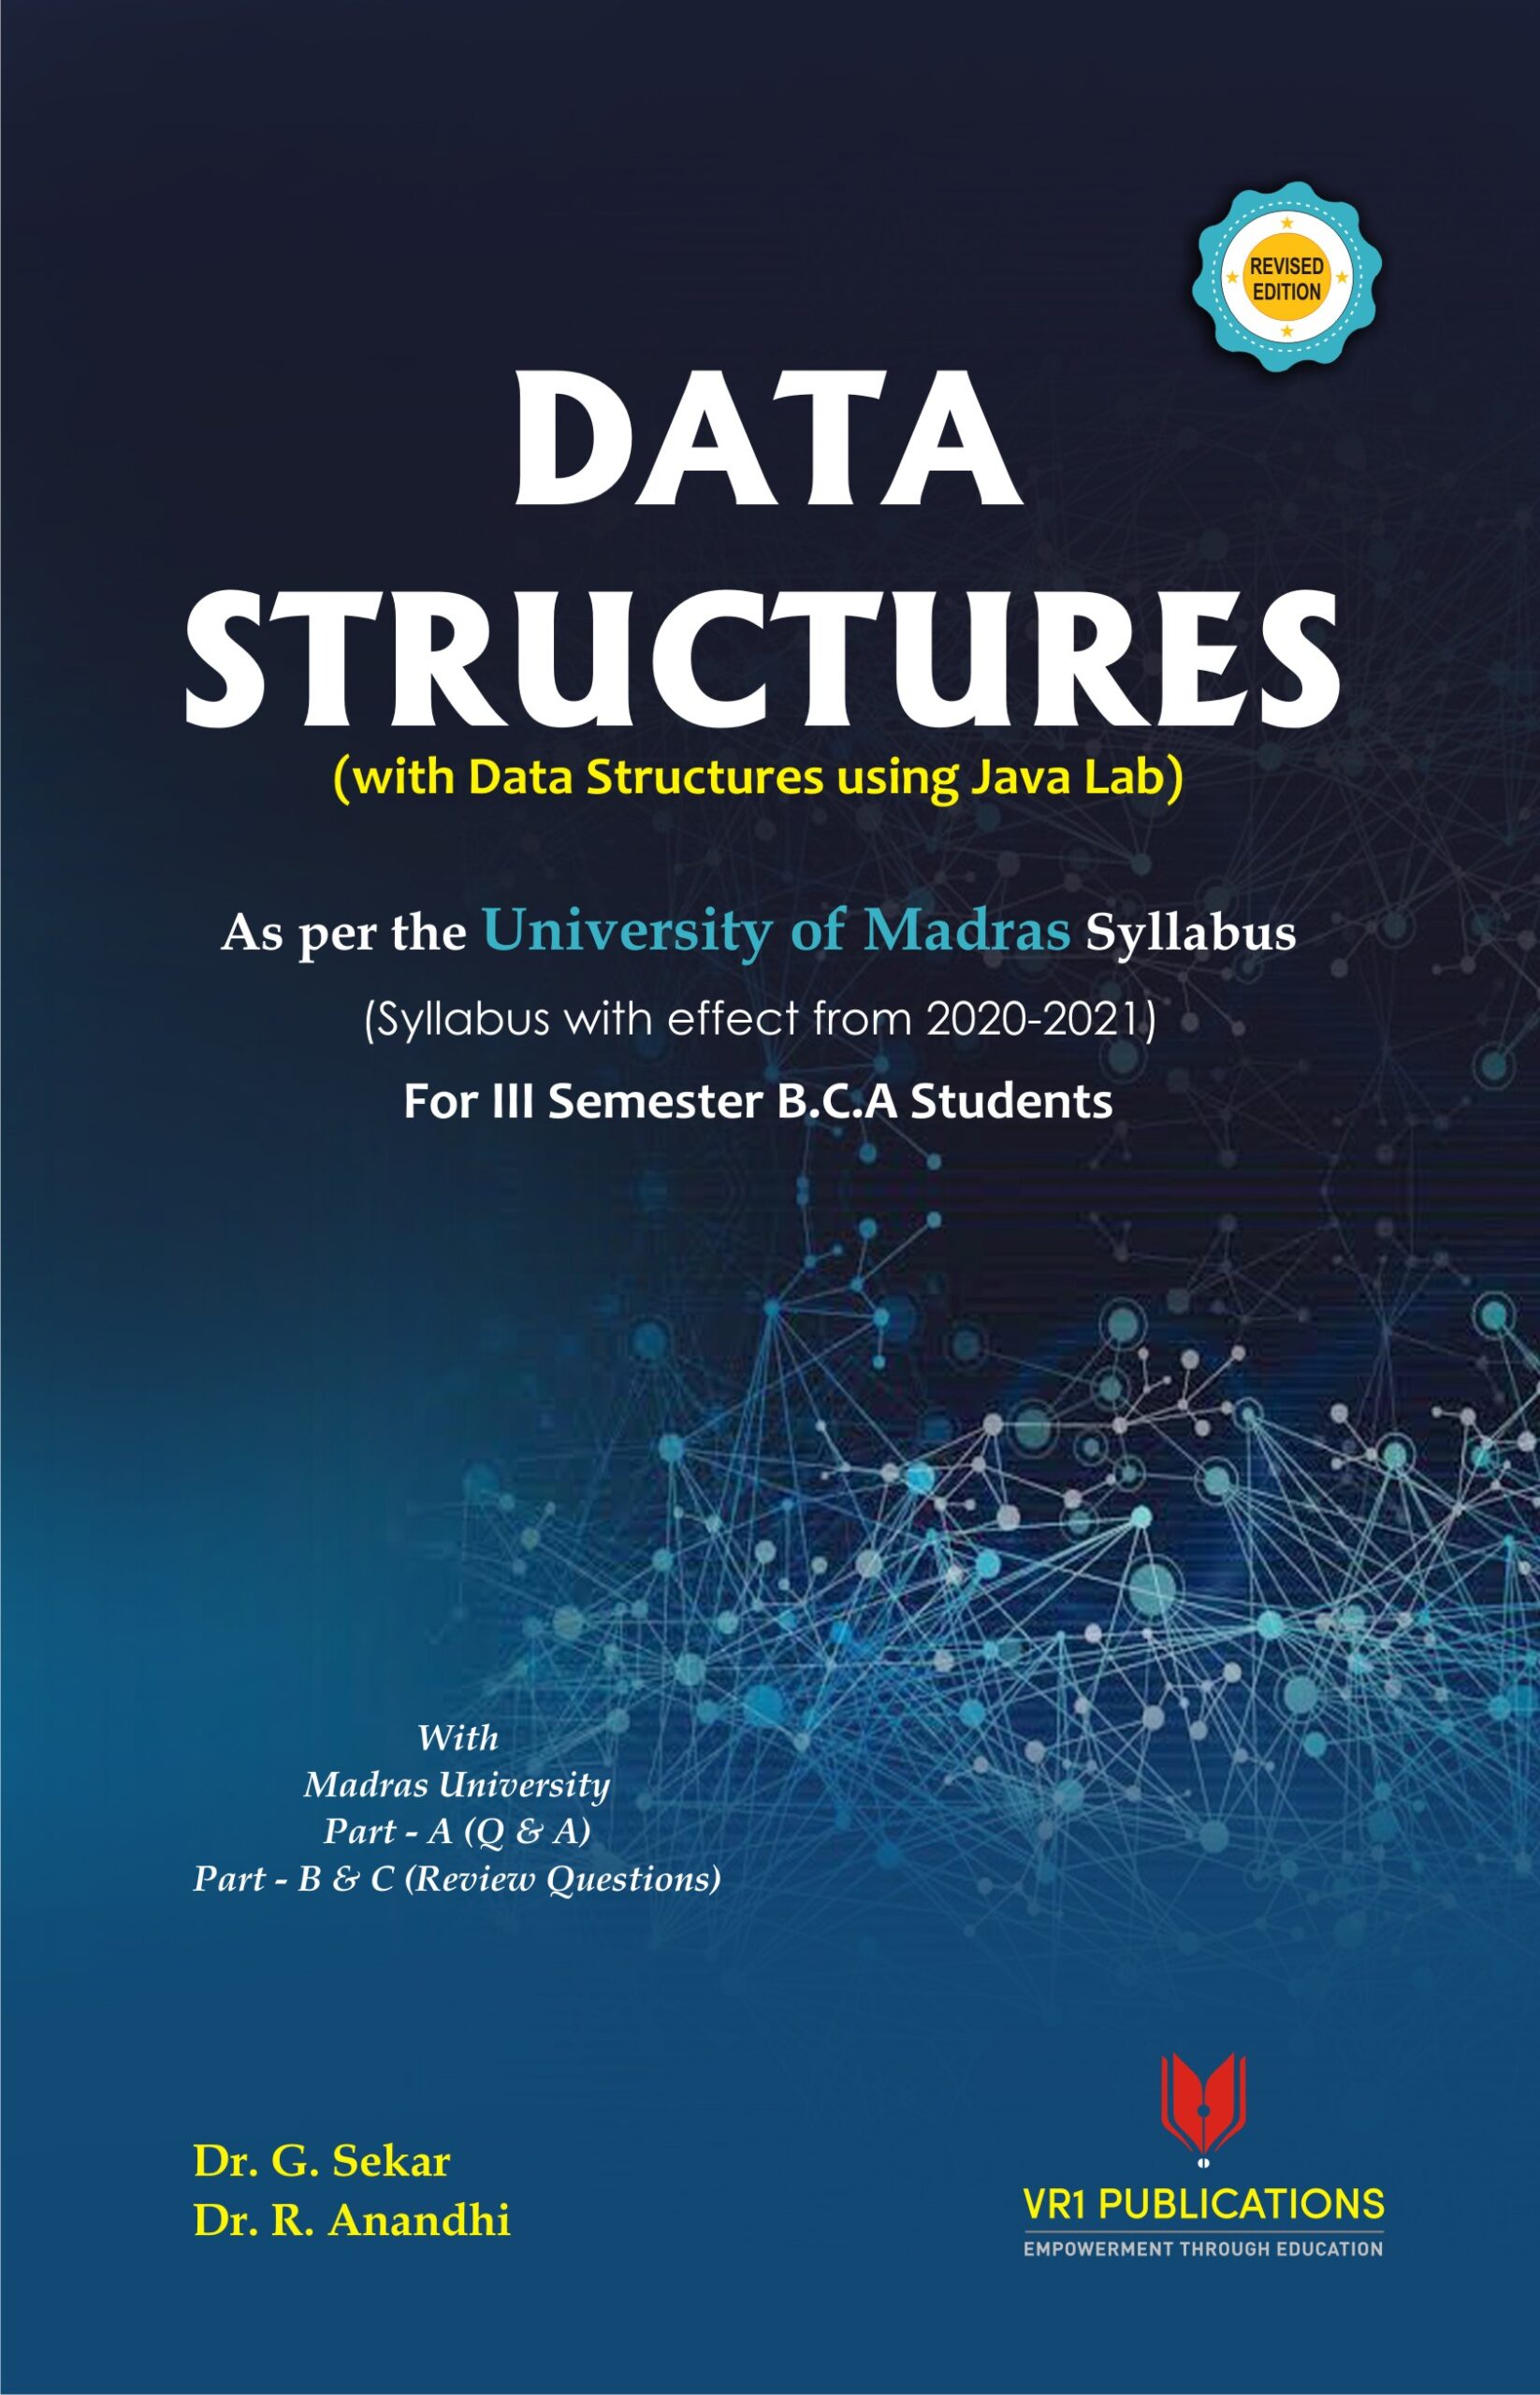 REVISED
EDITION
DATA
STRUCTURES
(with Data Structures using Java Lab)
As per the University of Madras Syllabus
(Syllabus with effect from 2020-2021)
For III Semester B.C.A Students
With
Madras University
Part - A (Q & A)
Part - B & C (Review Questions)
Dr. G. Sekar
Dr. R. Anandhi
VR1 PUBLICATIONS
EMPOWERMENT THROUGH EDUCATION